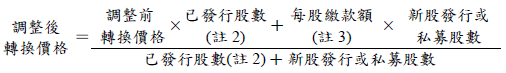 調整後
轉換價格 = 調整前
轉換價格 × 已發行股數
(註 2) + 每股繳款額
(註 3) × 新股發行或
私募股數
已發行股數(註 2) + 新股發行或私募股數